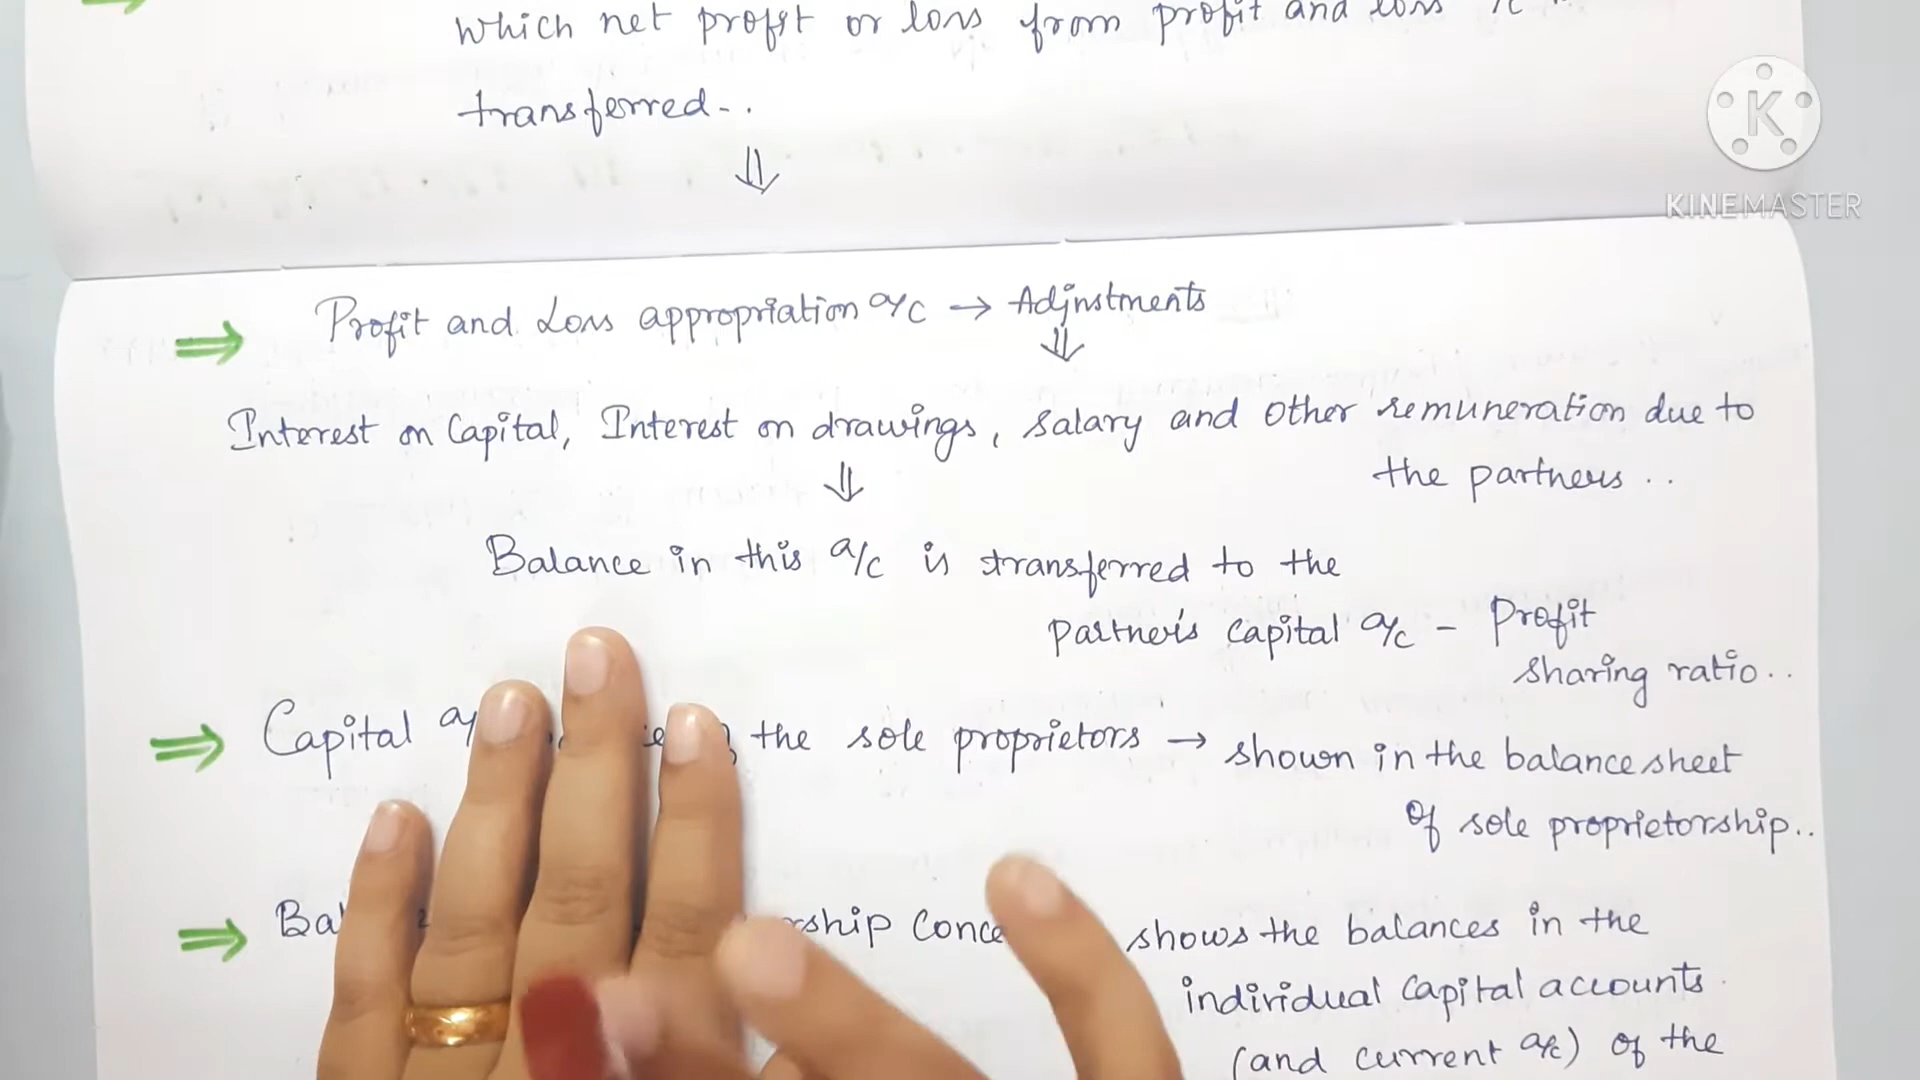 which net profit or loss from profit and loss
transferred..
K
KINEMASTER
Profit and Loss appropriation a/c → Adjustments
Interest on Capital, Interest on drawings, salary and other remuneration due to
the partners..
Balance in this a/c is transferred to the
partner's capital a/c - Profit
sharing ratio..
Capital the sole proprietors → shown in the balance sheet
of sole proprietorship..
shows the balances in the
individual capital accounts
(and current a/c) of the